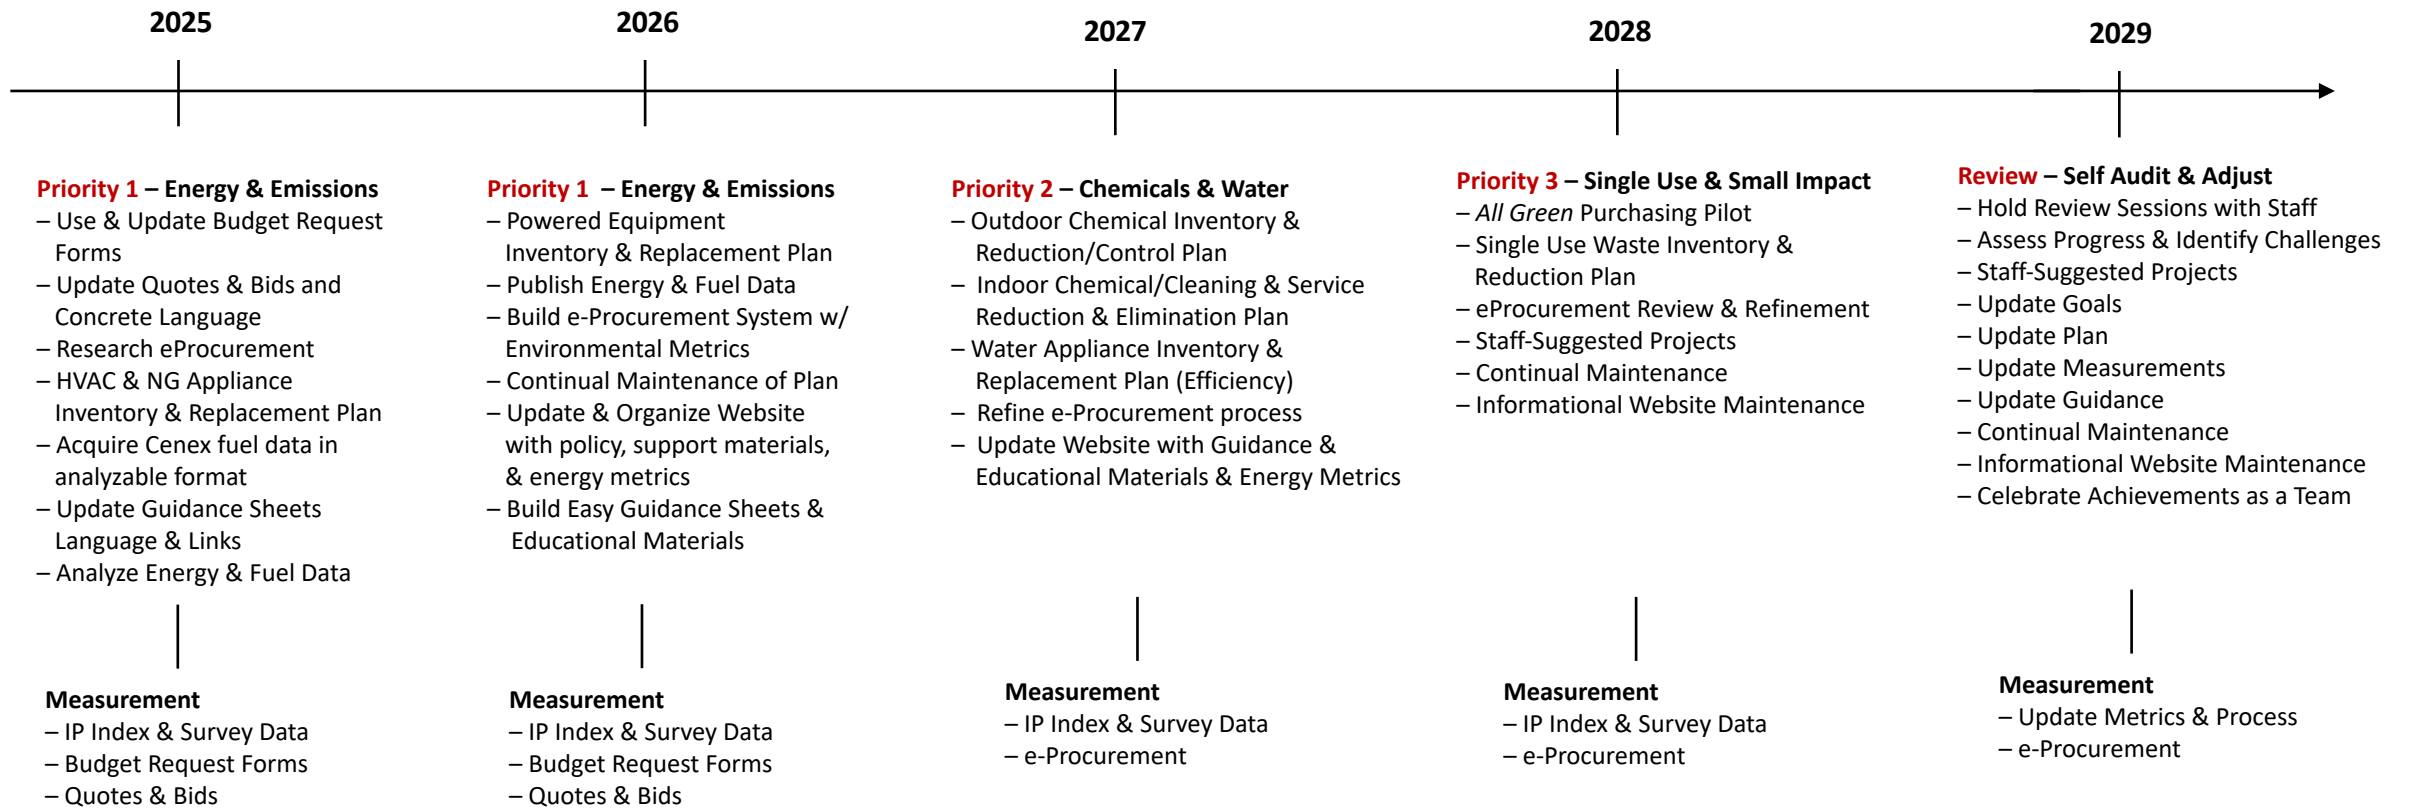 2025
2026
2027
2028
2029
Priority 1 – Energy & Emissions
– Use & Update Budget Request
Forms
– Update Quotes & Bids and
Concrete Language
– Research eProcurement
– HVAC & NG Appliance
Inventory & Replacement Plan
– Acquire Cenex fuel data in
analyzable format
– Update Guidance Sheets
Language & Links
– Analyze Energy & Fuel Data
Priority 1 – Energy & Emissions
– Powered Equipment
Inventory & Replacement Plan
– Publish Energy & Fuel Data
– Build e-Procurement System w/
Environmental Metrics
– Continual Maintenance of Plan
– Update & Organize Website
with policy, support materials,
& energy metrics
– Build Easy Guidance Sheets &
Educational Materials
Priority 2 – Chemicals & Water
– Outdoor Chemical Inventory &
Reduction/Control Plan
– Indoor Chemical/Cleaning & Service
Reduction & Elimination Plan
– Water Appliance Inventory &
Replacement Plan (Efficiency)
– Refine e-Procurement process
– Update Website with Guidance &
Educational Materials & Energy Metrics
Priority 3 – Single Use & Small Impact
– All Green Purchasing Pilot
– Single Use Waste Inventory &
Reduction Plan
– eProcurement Review & Refinement
– Staff-Suggested Projects
– Continual Maintenance
– Informational Website Maintenance
Review – Self Audit & Adjust
– Hold Review Sessions with Staff
– Assess Progress & Identify Challenges
– Staff-Suggested Projects
– Update Goals
– Update Plan
– Update Measurements
– Update Guidance
– Continual Maintenance
– Informational Website Maintenance
– Celebrate Achievements as a Team
Measurement
– IP Index & Survey Data
– Budget Request Forms
– Quotes & Bids
Measurement
– IP Index & Survey Data
– Budget Request Forms
– Quotes & Bids
Measurement
– IP Index & Survey Data
– e-Procurement
Measurement
– IP Index & Survey Data
– e-Procurement
Measurement
– Update Metrics & Process
– e-Procurement